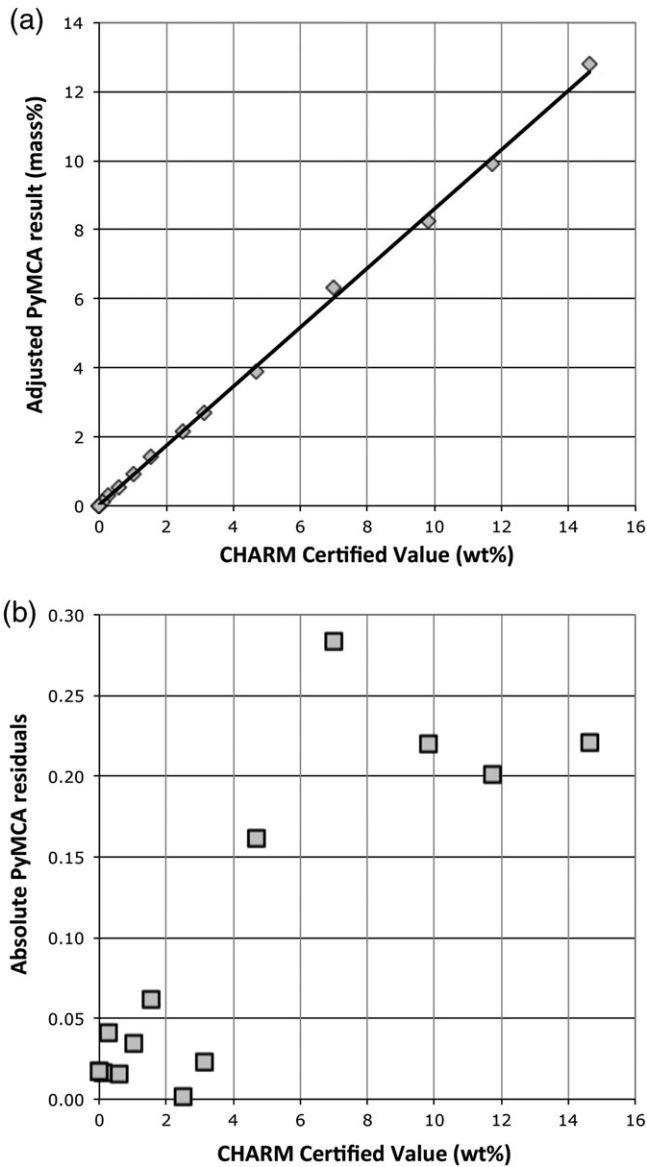 (a)
Adjusted PyMCA result (mass%)
14
12
10
8
6
4
2
0
0 2 4 6 8 10 12 14 16
CHARM Certified Value (wt%)
(b)
Absolute PyMCA residuals
0.30
0.25
0.20
0.15
0.10
0.05
0.00
0 2 4 6 8 10 12 14 16
CHARM Certified Value (wt%)